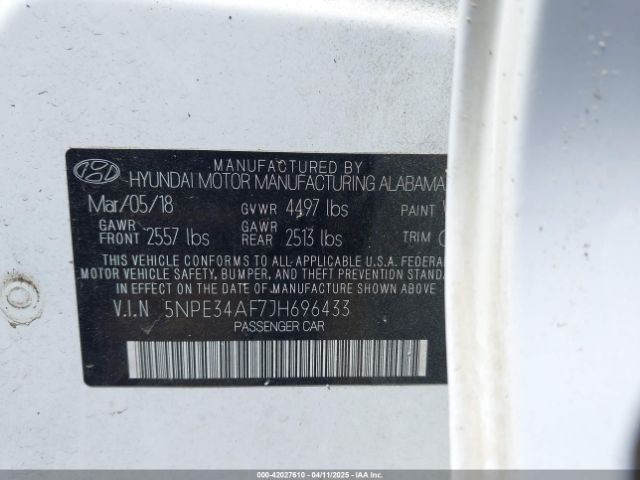 MANUFACTURED BY
HYUNDAI MOTOR MANUFACTURING ALABAMA
Mar/05/18 GVWR 4497 lbs PAINT
GAWR FRONT 2557 lbs GAWR REAR 2513 lbs TRIM
THIS VEHICLE CONFORMS TO ALL APPLICABLE U.S.A FEDERAL
MOTOR VEHICLE SAFETY, BUMPER, AND THEFT PREVENTION STANDARDS
IN EFFECT ON THE DATE OF MANUFACTURE SHOWN ABOVE
V.I.N 5NPE34AF7JH696433
PASSENGER CAR
000-42027610 - 04/11/2025 - IAA Inc.